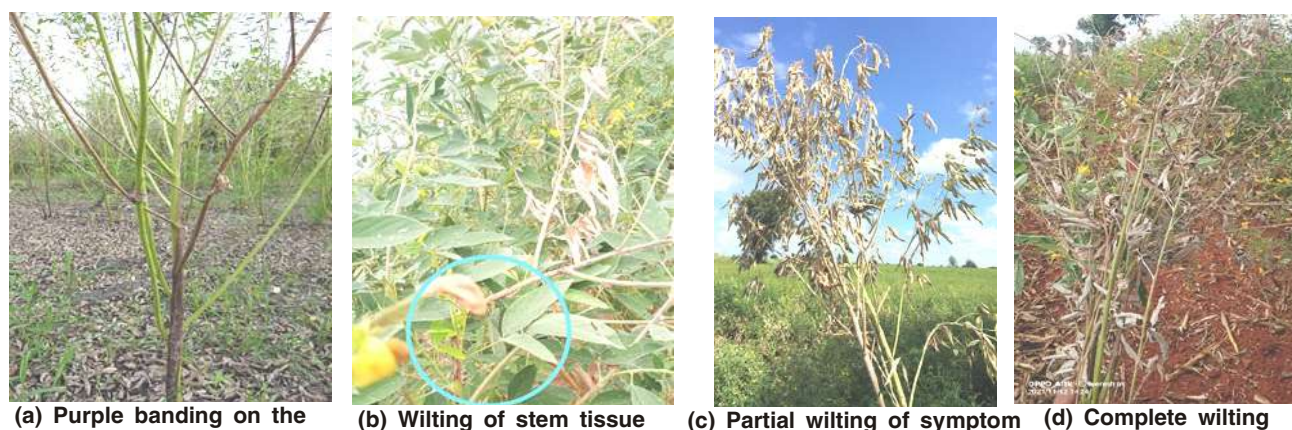 (a) Purple banding on the
(b) Wilting of stem tissue
(c) Partial wilting of symptom
(d) Complete wilting